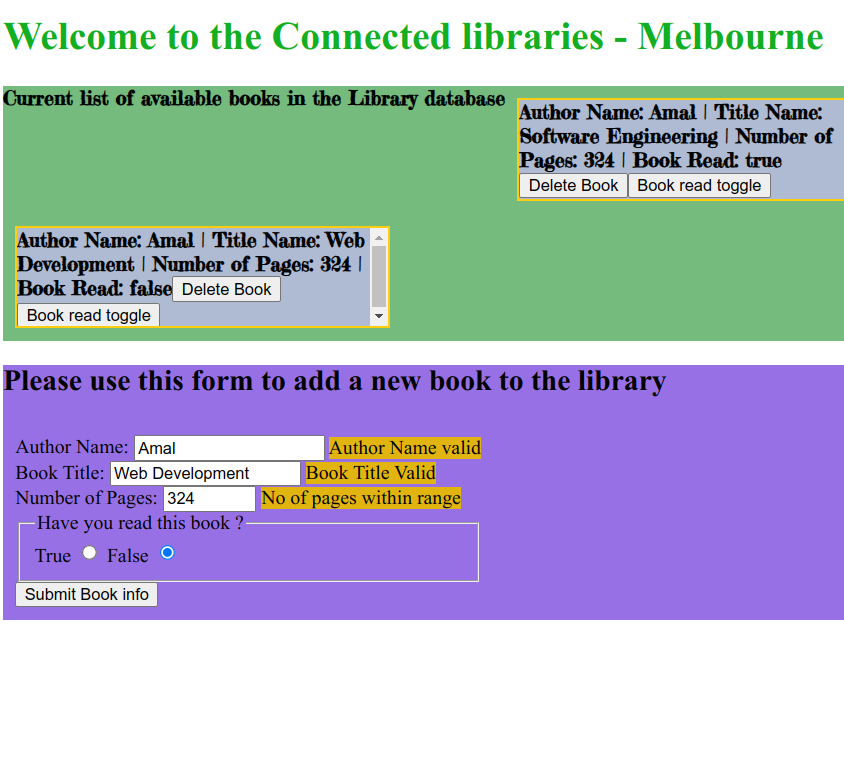 Welcome to the Connected libraries - Melbourne
Current list of available books in the Library database
Author Name: Amal | Title Name:
Software Engineering | Number of
Pages: 324 | Book Read: true
Delete Book Book read toggle
Author Name: Amal | Title Name: Web
Development | Number of Pages: 324 |
Book Read: false Delete Book
Book read toggle
Please use this form to add a new book to the library
Author Name: Amal Author Name valid
Book Title: Web Development Book Title Valid
Number of Pages: 324 No of pages within range
Have you read this book ?
True False
Submit Book info